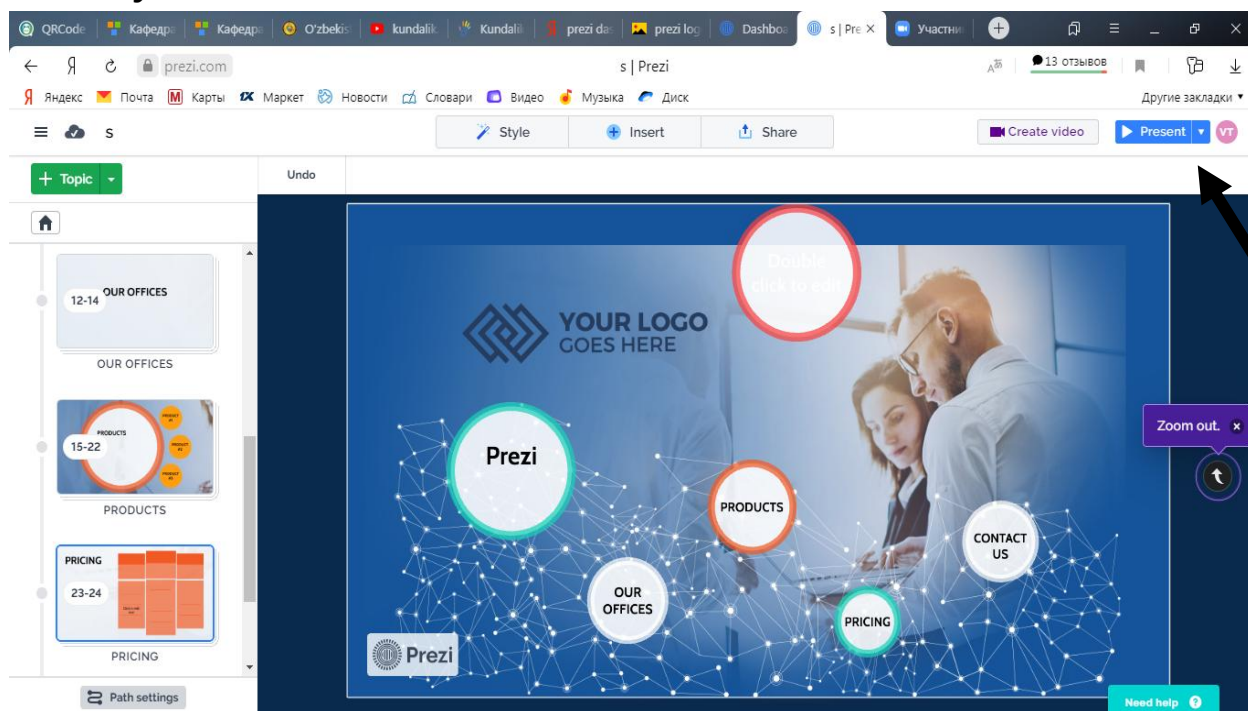 QRCode
Кафедра
Кафедра
O'zbekis
kundalik
Kundalik
prezi das
prezi log
Dashboa
s | Pre
Участни
prezi.com
s | Prezi
13 отзывов
Яндекс
Почта
Карты
Маркет
Новости
Словари
Видео
Музыка
Диск
Другие закладки
s
Style
Insert
Share
Create video
Present
VT
+ Topic
Undo
12-14
OUR OFFICES
OUR OFFICES
PRODUCTS
15-22
PRODUCTS
PRICING
23-24
PRICING
Path settings
Double
click to edit
YOUR LOGO
GOES HERE
Prezi
PRODUCTS
CONTACT
US
OUR
OFFICES
PRICING
Prezi
Zoom out.
Need help ?